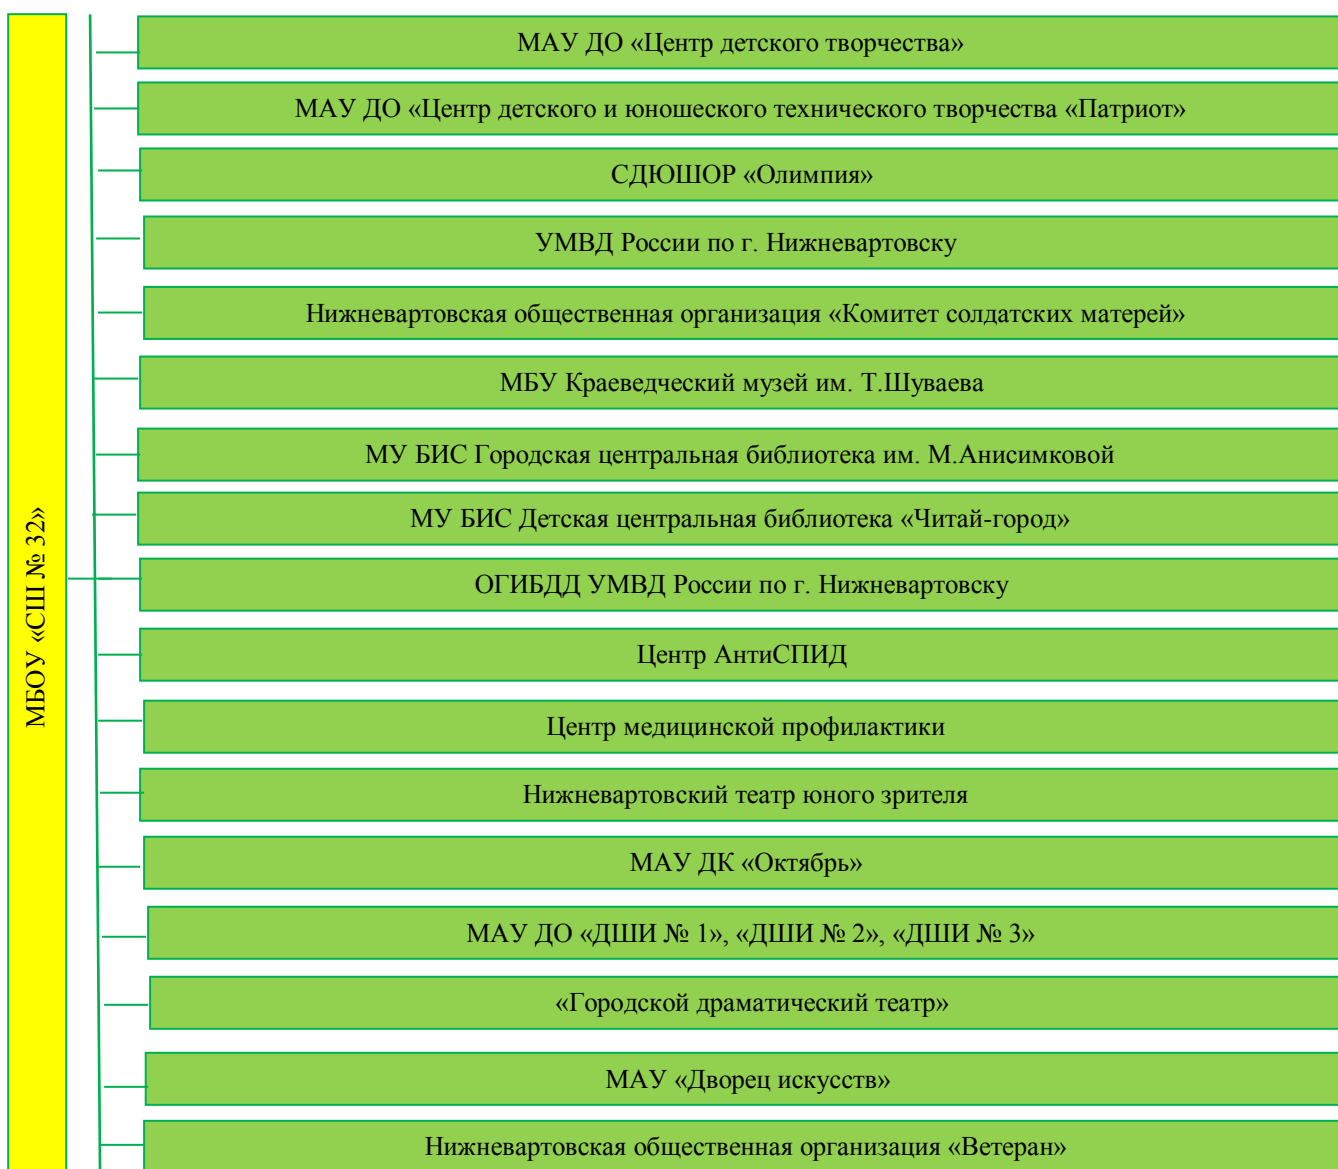 МАУ ДО «Центр детского творчества»
МАУ ДО «Центр детского и юношеского технического творчества «Патриот»
СДЮШОР «Олимпия»
УМВД России по г. Нижневартовску
Нижневартовская общественная организация «Комитет солдатских матерей»
МБУ Краеведческий музей им. Т.Шуваева
МУ БИС Городская центральная библиотека им. М.Анисимковой
МУ БИС Детская центральная библиотека «Читай-город»
МБОУ «СШ № 32»
ОГИБДД УМВД России по г. Нижневартовску
Центр АнтиСПИД
Центр медицинской профилактики
Нижневартовский театр юного зрителя
МАУ ДК «Октябрь»
МАУ ДО «ДШИ № 1», «ДШИ № 2», «ДШИ № 3»
«Городской драматический театр»
МАУ «Дворец искусств»
Нижневартовская общественная организация «Ветеран»